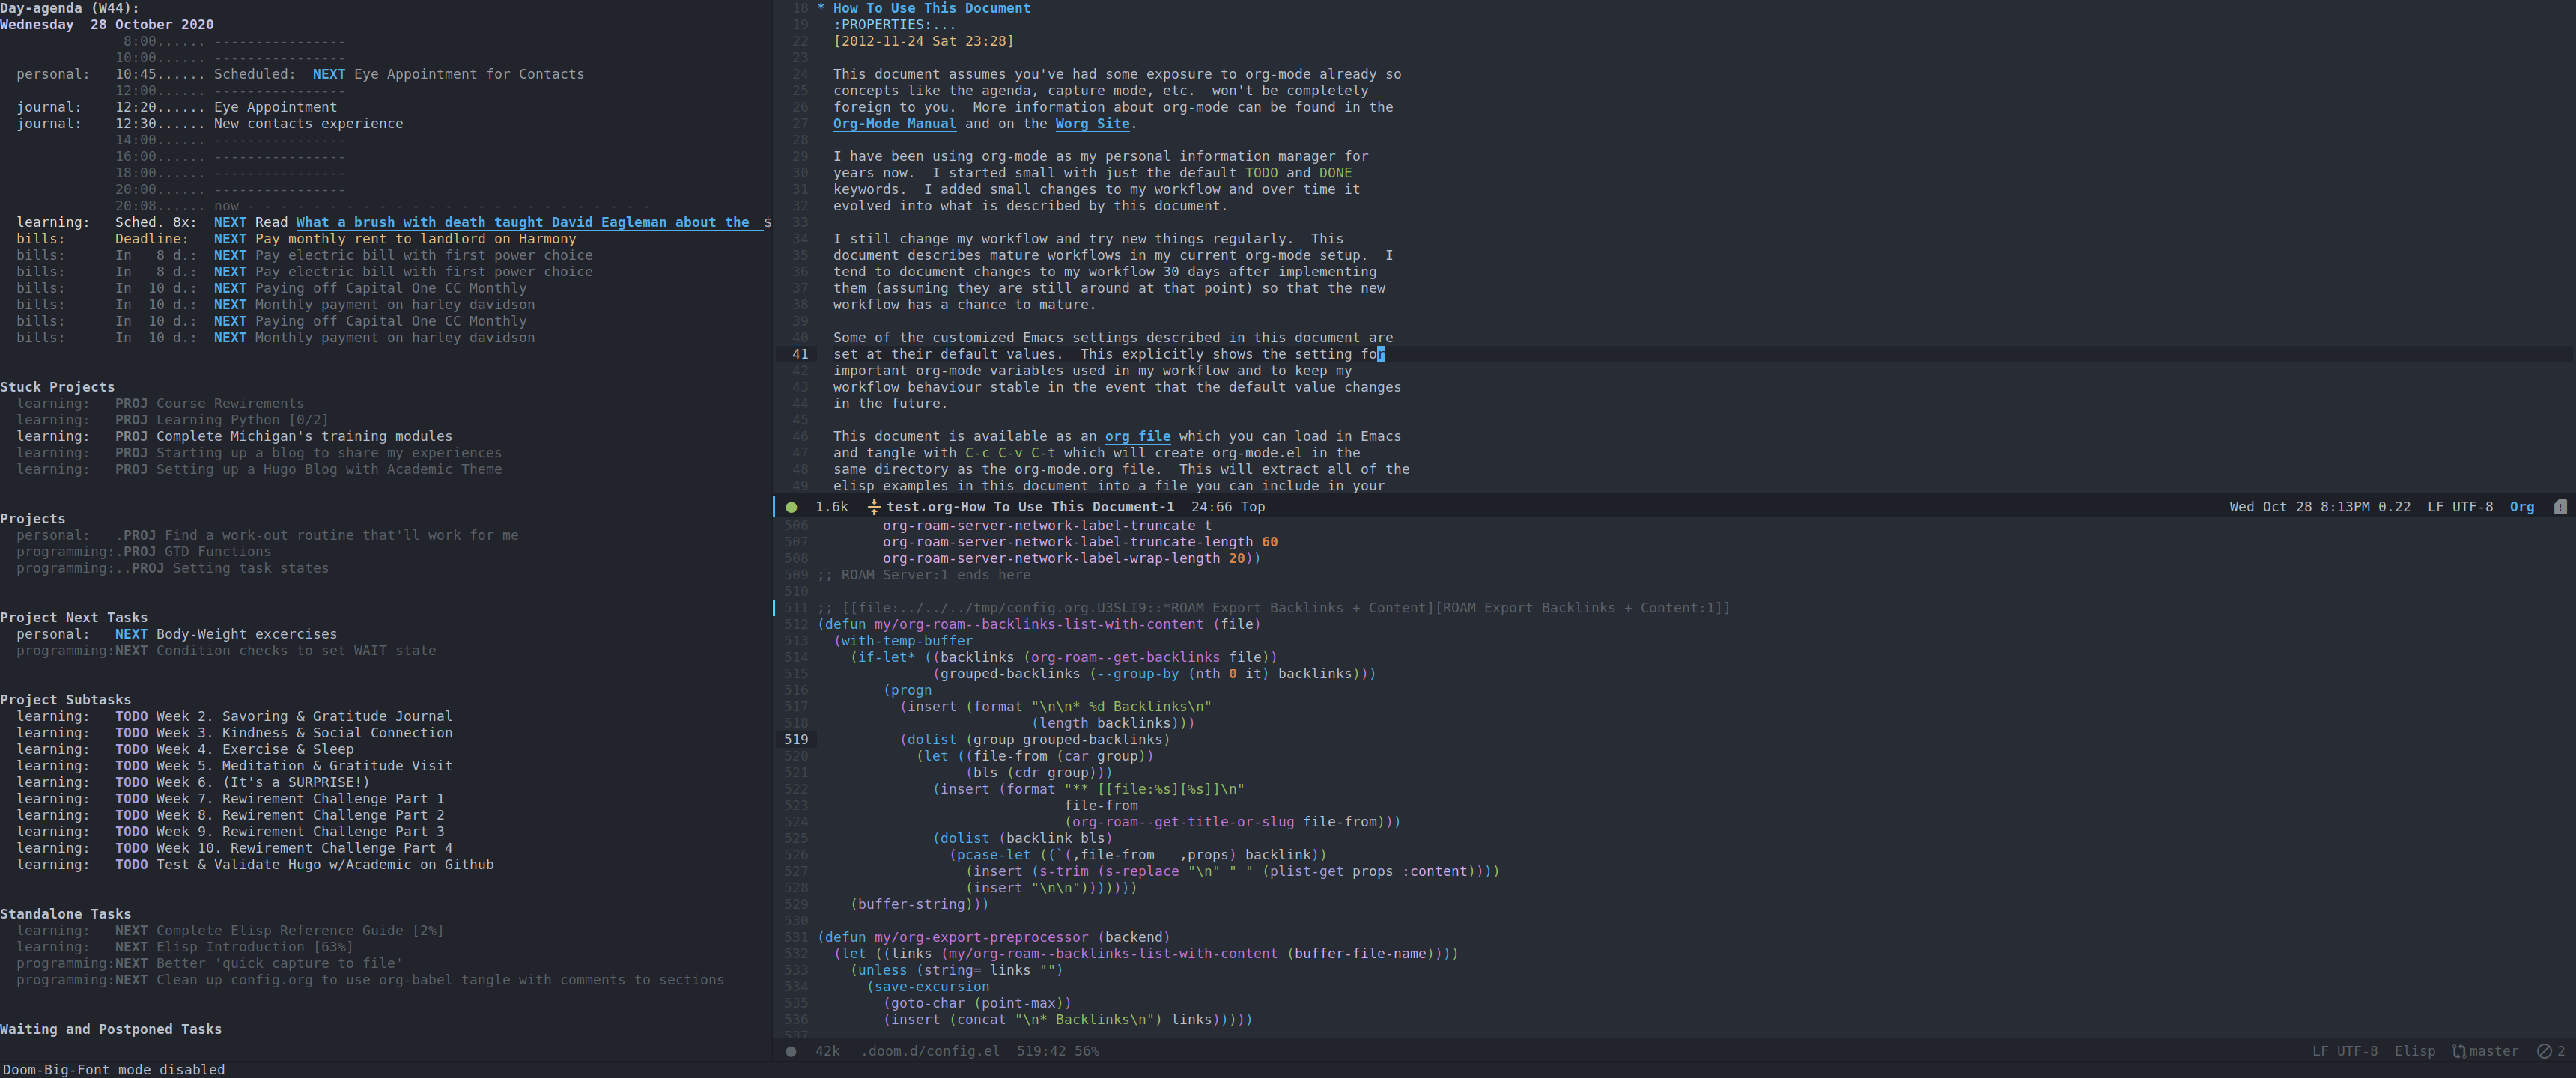 Day-agenda (W44):
Wednesday  28 October 2020
8:00...... ----------------
10:00...... ----------------
personal:   10:45...... Scheduled:  NEXT Eye Appointment for Contacts
12:00...... ----------------
journal:    12:20...... Eye Appointment
journal:    12:30...... New contacts experience
14:00...... ----------------
16:00...... ----------------
18:00...... ----------------
20:00...... ----------------
20:08...... now - - - - - - - - - - - - - - - - - - - - - - - - -
learning:   Sched. 8x:  NEXT Read What a brush with death taught David Eagleman about the $
bills:      Deadline:   NEXT Pay monthly rent to landlord on Harmony
bills:      In   8 d.:  NEXT Pay electric bill with first power choice
bills:      In   8 d.:  NEXT Pay electric bill with first power choice
bills:      In  10 d.:  NEXT Paying off Capital One CC Monthly
bills:      In  10 d.:  NEXT Monthly payment on harley davidson
bills:      In  10 d.:  NEXT Paying off Capital One CC Monthly
bills:      In  10 d.:  NEXT Monthly payment on harley davidson
Stuck Projects
learning:   PROJ Course Rewirements
learning:   PROJ Learning Python [0/2]
learning:   PROJ Complete Michigan's training modules
learning:   PROJ Starting up a blog to share my experiences
learning:   PROJ Setting up a Hugo Blog with Academic Theme
Projects
personal:   .PROJ Find a work-out routine that'll work for me
programming:.PROJ GTD Functions
programming:..PROJ Setting task states
Project Next Tasks
personal:   NEXT Body-Weight excercises
programming:NEXT Condition checks to set WAIT state
Project Subtasks
learning:   TODO Week 2. Savoring & Gratitude Journal
learning:   TODO Week 3. Kindness & Social Connection
learning:   TODO Week 4. Exercise & Sleep
learning:   TODO Week 5. Meditation & Gratitude Visit
learning:   TODO Week 6. (It's a SURPRISE!)
learning:   TODO Week 7. Rewirement Challenge Part 1
learning:   TODO Week 8. Rewirement Challenge Part 2
learning:   TODO Week 9. Rewirement Challenge Part 3
learning:   TODO Week 10. Rewirement Challenge Part 4
learning:   TODO Test & Validate Hugo w/Academic on Github
Standalone Tasks
learning:   NEXT Complete Elisp Reference Guide [2%]
learning:   NEXT Elisp Introduction [63%]
programming:NEXT Better 'quick capture to file'
programming:NEXT Clean up config.org to use org-babel tangle with comments to sections
Waiting and Postponed Tasks
18 * How To Use This Document
19   :PROPERTIES:...
22   [2012-11-24 Sat 23:28]
23
24   This document assumes you've had some exposure to org-mode already so
25   concepts like the agenda, capture mode, etc.  won't be completely
26   foreign to you.  More information about org-mode can be found in the
27   Org-Mode Manual and on the Worg Site.
28
29   I have been using org-mode as my personal information manager for
30   years now.  I started small with just the default TODO and DONE
31   keywords.  I added small changes to my workflow and over time it
32   evolved into what is described by this document.
33
34   I still change my workflow and try new things regularly.  This
35   document describes mature workflows in my current org-mode setup.  I
36   tend to document changes to my workflow 30 days after implementing
37   them (assuming they are still around at that point) so that the new
38   workflow has a chance to mature.
39
40   Some of the customized Emacs settings described in this document are
41   set at their default values.  This explicitly shows the setting for
42   important org-mode variables used in my workflow and to keep my
43   workflow behaviour stable in the event that the default value changes
44   in the future.
45
46   This document is available as an org file which you can load in Emacs
47   and tangle with C-c C-v C-t which will create org-mode.el in the
48   same directory as the org-mode.org file.  This will extract all of the
49   elisp examples in this document into a file you can include in your
1.6k  test.org-How To Use This Document-1  24:66 Top  Wed Oct 28 8:13PM 0.22  LF UTF-8  Org
506         org-roam-server-network-label-truncate t
507         org-roam-server-network-label-truncate-length 60
508         org-roam-server-network-label-wrap-length 20))
509 ;; ROAM Server:1 ends here
510
511 ;; [[file:../../../tmp/config.org.U3SLI9::*ROAM Export Backlinks + Content][ROAM Export Backlinks + Content:1]]
512 (defun my/org-roam--backlinks-list-with-content (file)
513   (with-temp-buffer
514     (if-let* ((backlinks (org-roam--get-backlinks file))
515               (grouped-backlinks (--group-by (nth 0 it) backlinks)))
516         (progn
517           (insert (format "\n\n* %d Backlinks\n"
518                           (length backlinks)))
519           (dolist (group grouped-backlinks)
520             (let ((file-from (car group))
521                   (bls (cdr group)))
522               (insert (format "** [[file:%s][%s]]\n"
523                               file-from
524                               (org-roam--get-title-or-slug file-from)))
525               (dolist (backlink bls)
526                 (pcase-let ((`(,file-from _ ,props) backlink))
527                   (insert (s-trim (s-replace "\n" " " (plist-get props :content))))
528                   (insert "\n\n")))))))
529     (buffer-string)))
530
531 (defun my/org-export-preprocessor (backend)
532   (let ((links (my/org-roam--backlinks-list-with-content (buffer-file-name))))
533     (unless (string= links "")
534       (save-excursion
535         (goto-char (point-max))
536         (insert (concat "\n* Backlinks\n") links)))))
537
42k  .doom.d/config.el  519:42 56%  LF UTF-8  Elisp  master  2
Doom-Big-Font mode disabled